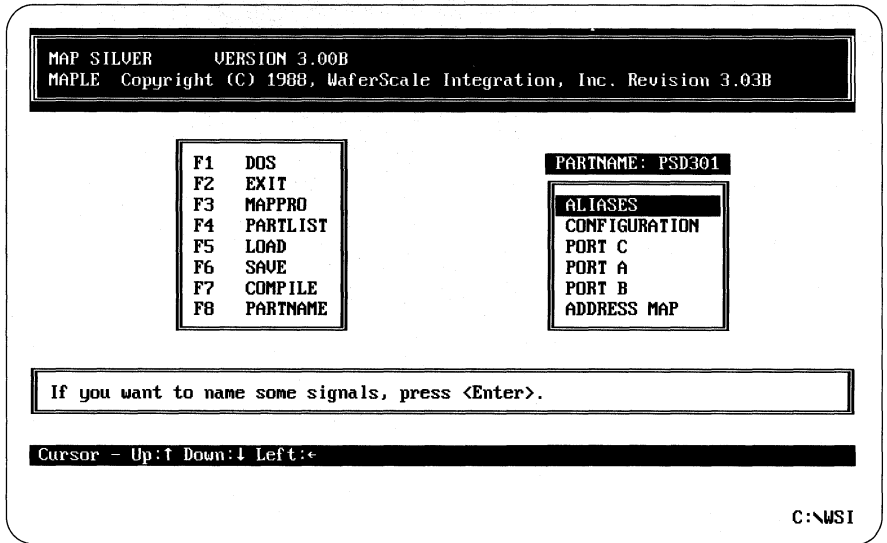 MAP SILVER VERSION 3.00B
MAPLE Copyright (C) 1988, WaferScale Integration, Inc. Revision 3.03B
F1 DOS
F2 EXIT
F3 MAPPRO
F4 PARTLIST
F5 LOAD
F6 SAVE
F7 COMPILE
F8 PARTNAME
PARTNAME: PSD301
ALIASES
CONFIGURATION
PORT C
PORT A
PORT B
ADDRESS MAP
If you want to name some signals, press <Enter>.
Cursor - Up:↑ Down:↓ Left:←
C:\WSI